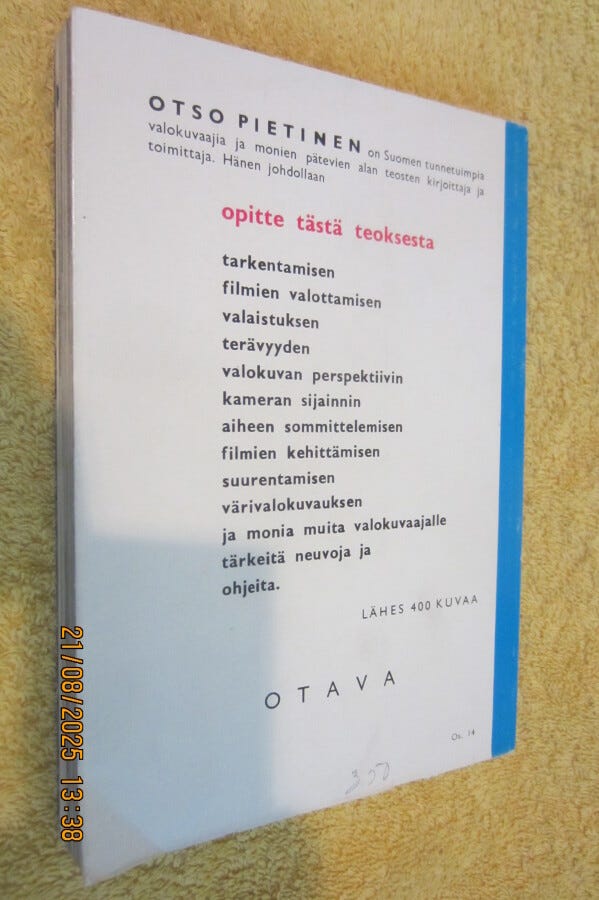 OTSO PIETINEN on Suomen tunnetuimpia
valokuvaajia ja monien pätevien alan teosten kirjoittaja ja
toimittaja. Hänen johdollaan
opitte tästä teoksesta
tarkentamisen
filmien valottamisen
valaistuksen
terävyyden
valokuvan perspektiivin
kameran sijainnin
aiheen sommittelemisen
filmien kehittämisen
suurentamisen
värivalokuvauksen
ja monia muita valokuvaajalle
tärkeitä neuvoja ja
ohjeita.
LÄHES 400 KUVAA
OTAVA
Os. 14
21/08/2025 13:38